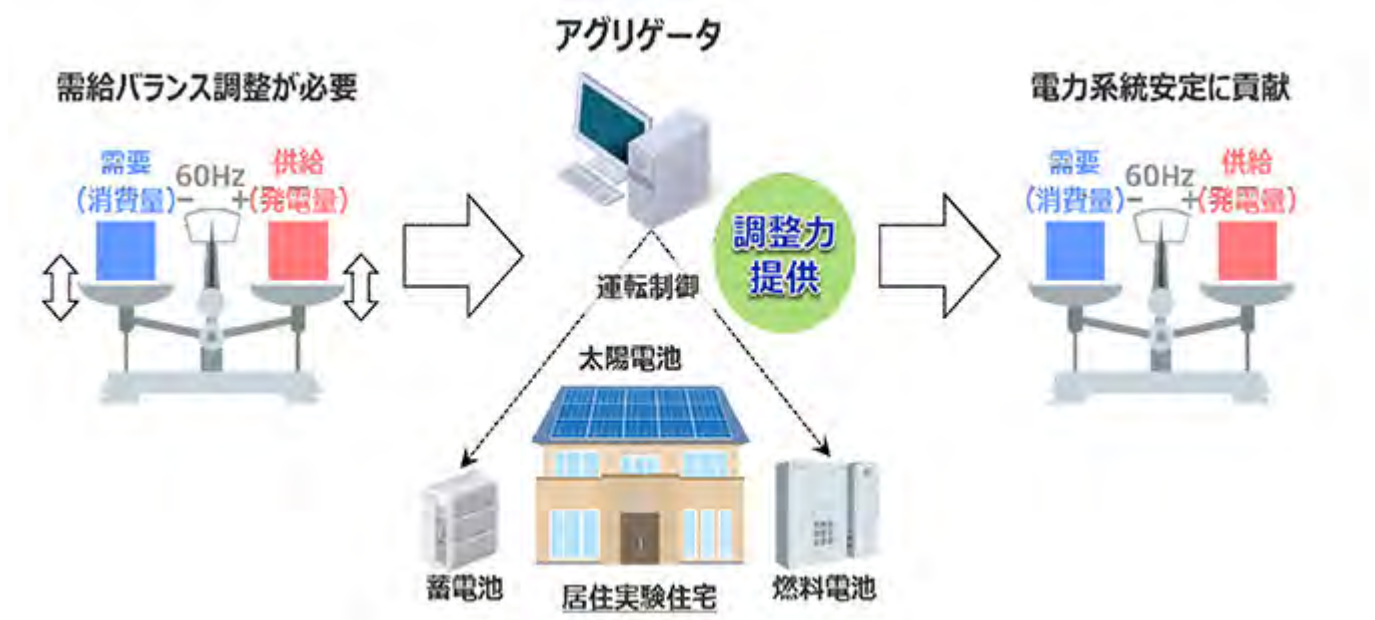 アグリゲータ
需給バランス調整が必要
需要
(消費量)
60Hz
− +
供給
(発電量)
調整力
提供
運転制御
太陽電池
蓄電池
居住実験住宅
燃料電池
電力系統安定に貢献
需要
(消費量)
60Hz
− +
供給
(発電量)